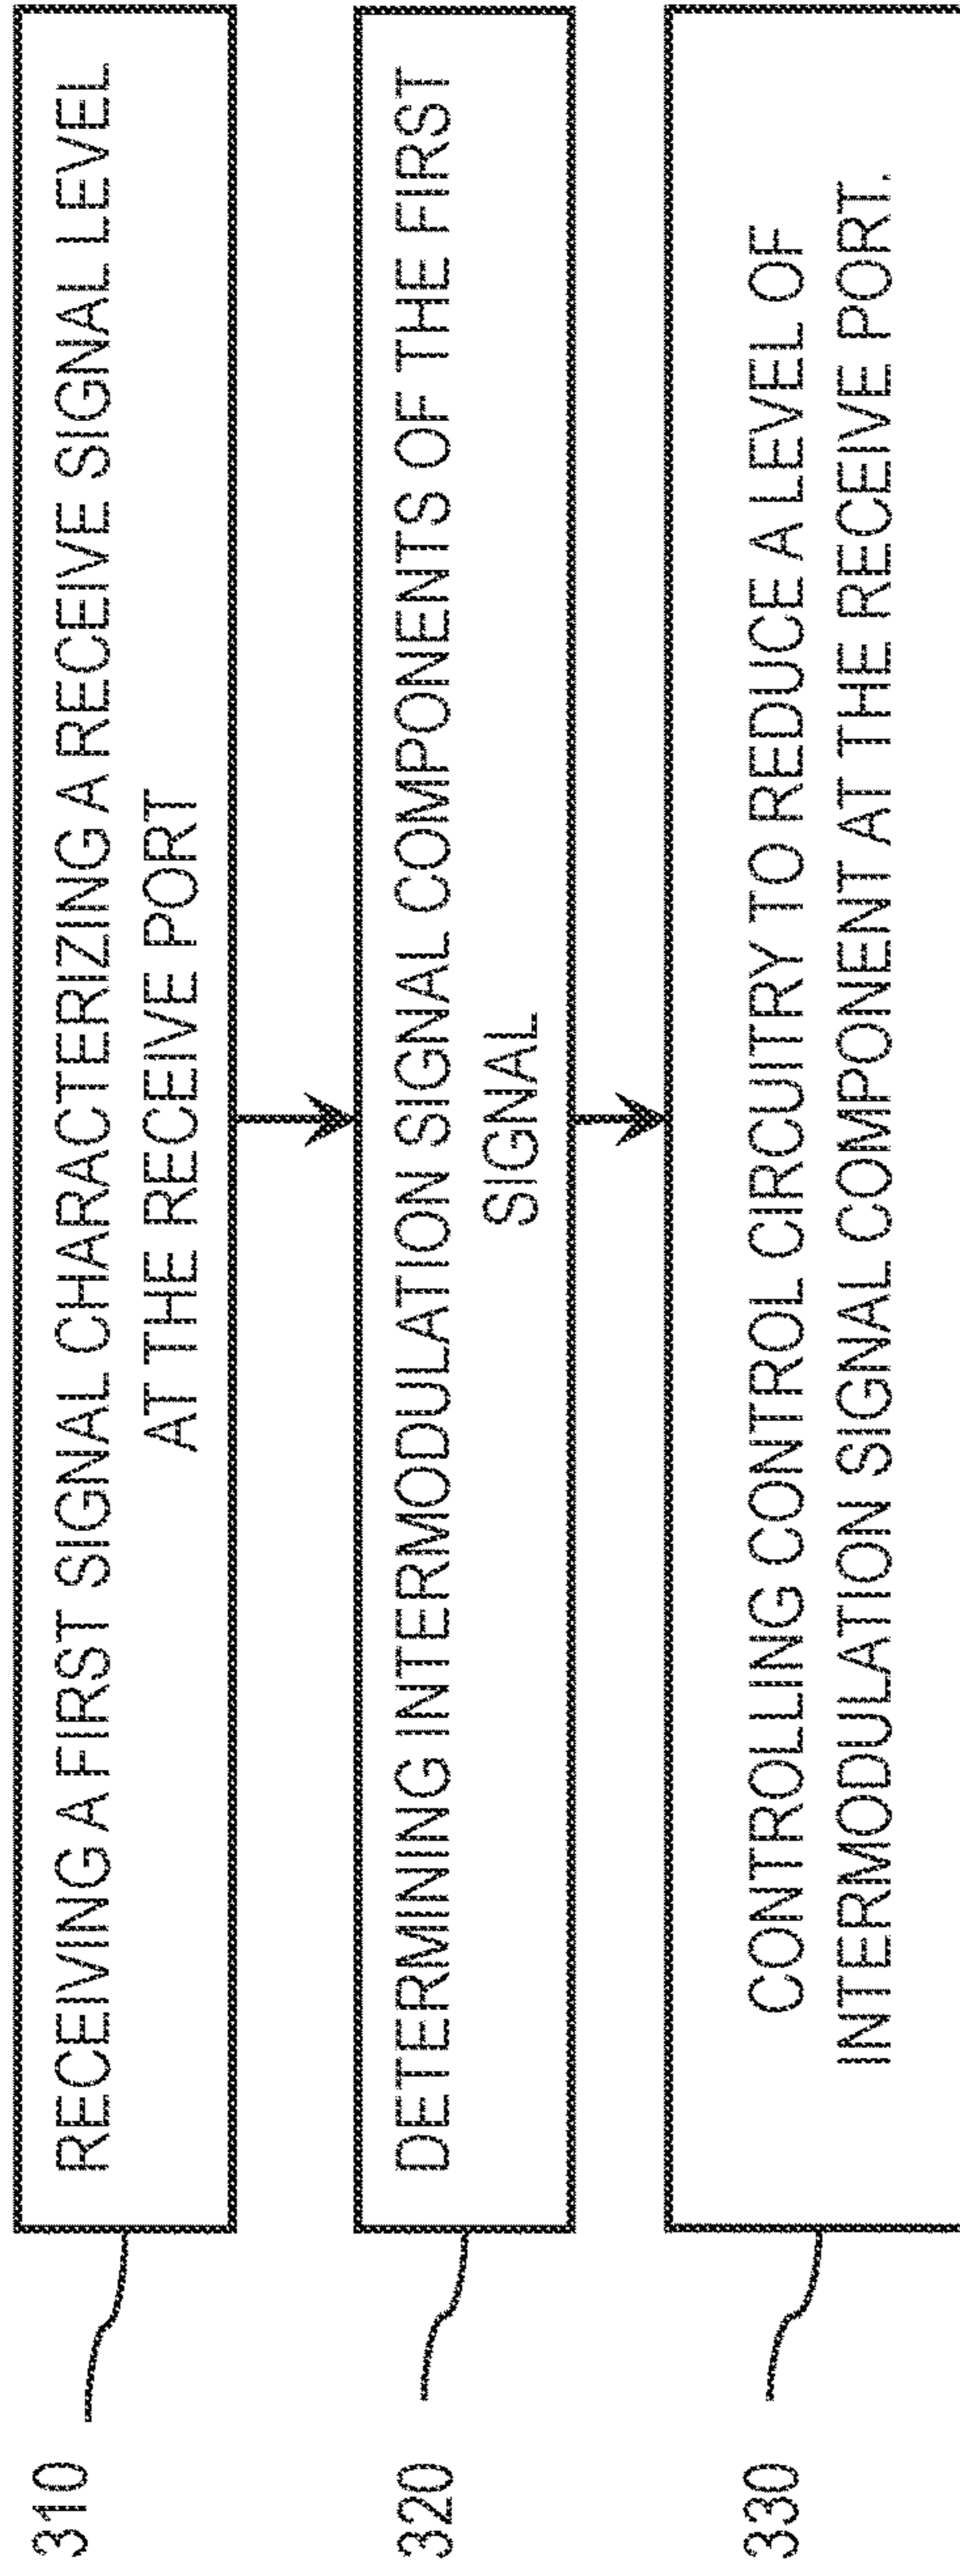 310
RECEIVING A FIRST SIGNAL CHARACTERIZING A RECEIVE SIGNAL LEVEL
AT THE RECEIVE PORT
320
DETERMINING INTERMODULATION SIGNAL COMPONENTS OF THE FIRST
SIGNAL
330
CONTROLLING CONTROL CIRCUITRY TO REDUCE A LEVEL OF
INTERMODULATION SIGNAL COMPONENT AT THE RECEIVE PORT.